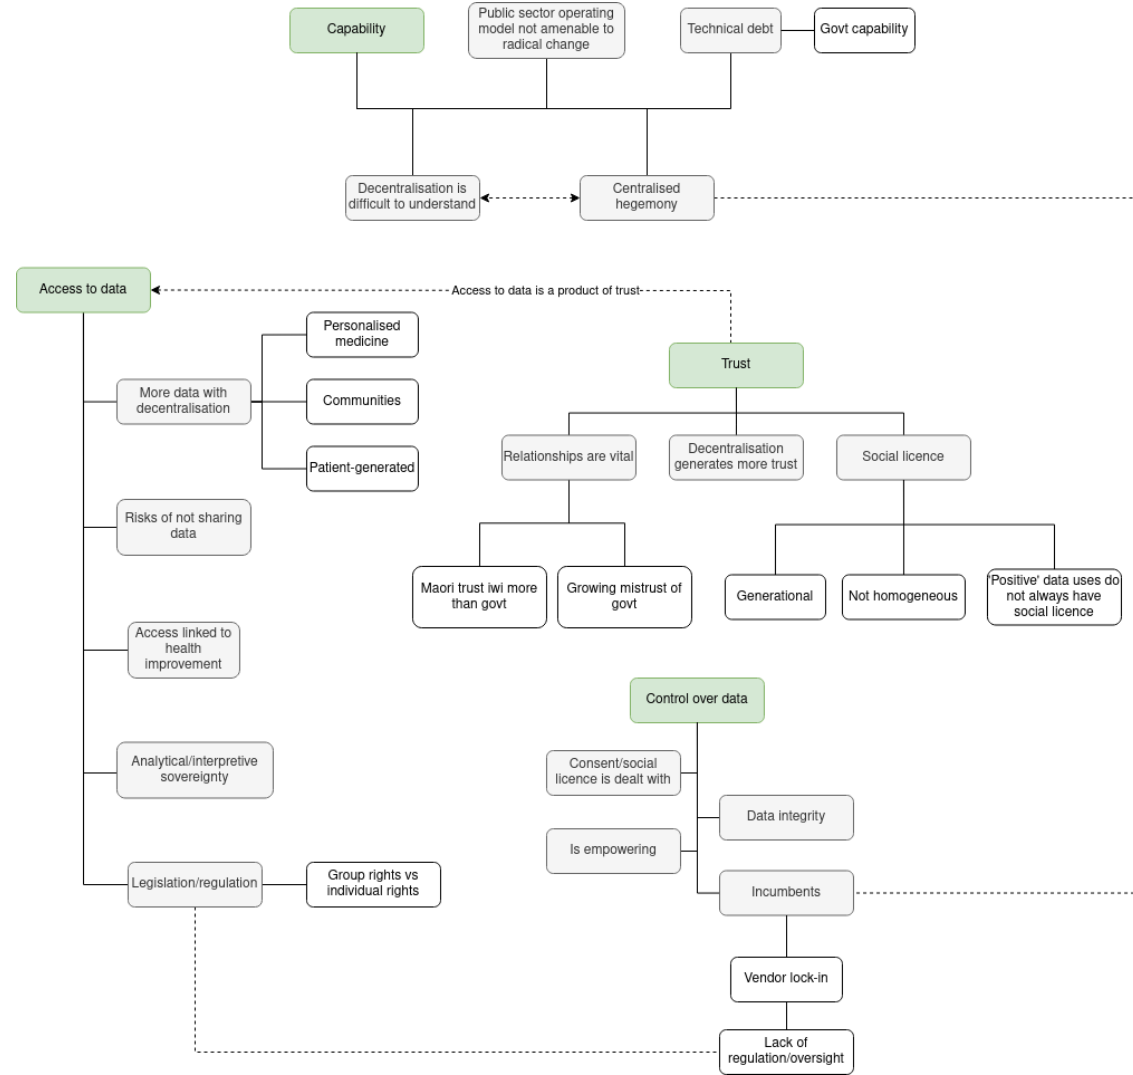 Capability
Public sector operating
model not amenable to
radical change
Technical debt
Govt capability
Decentralisation is
difficult to understand
Centralised
hegemony
Access to data
Access to data is a product of trust
Personalised
medicine
More data with
decentralisation
Communities
Patient-generated
Risks of not sharing
data
Access linked to
health
improvement
Analytical/interpretive
sovereignty
Legislation/regulation
Group rights vs
individual rights
Trust
Relationships are vital
Decentralisation
generates more trust
Social licence
Maori trust iwi more
than govt
Growing mistrust of
govt
Generational
Not homogeneous
'Positive' data uses do
not always have
social licence
Control over data
Consent/social
licence is dealt with
Data integrity
Is empowering
Incumbents
Vendor lock-in
Lack of
regulation/oversight